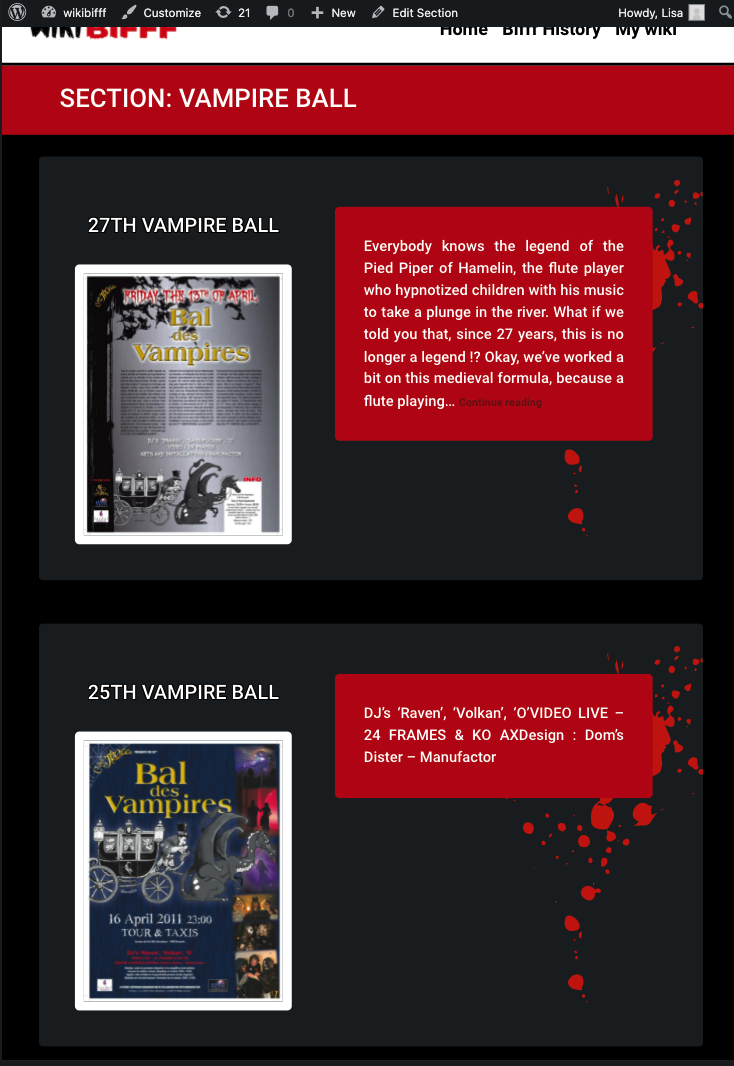 wikibifff Customize 21 0 New Edit Section Howdy, Lisa
WIKIBIFFF Home Bifff History My wiki
SECTION: VAMPIRE BALL
27TH VAMPIRE BALL
FRIDAY THE 13TH OF APRIL
Bal
des
Vampires
INFO
Everybody knows the legend of the
Pied Piper of Hamelin, the flute player
who hypnotized children with his music
to take a plunge in the river. What if we
told you that, since 27 years, this is no
longer a legend !? Okay, we’ve worked a
bit on this medieval formula, because a
flute playing… Continue reading
25TH VAMPIRE BALL
Bal
des
Vampires
16 April 2011 23:00
TOUR & TAXIS
DJ’s ’Raven’, ‘Volkan’, ‘O’VIDEO LIVE –
24 FRAMES & KO AXDesign : Dom’s
Dister – Manufactor